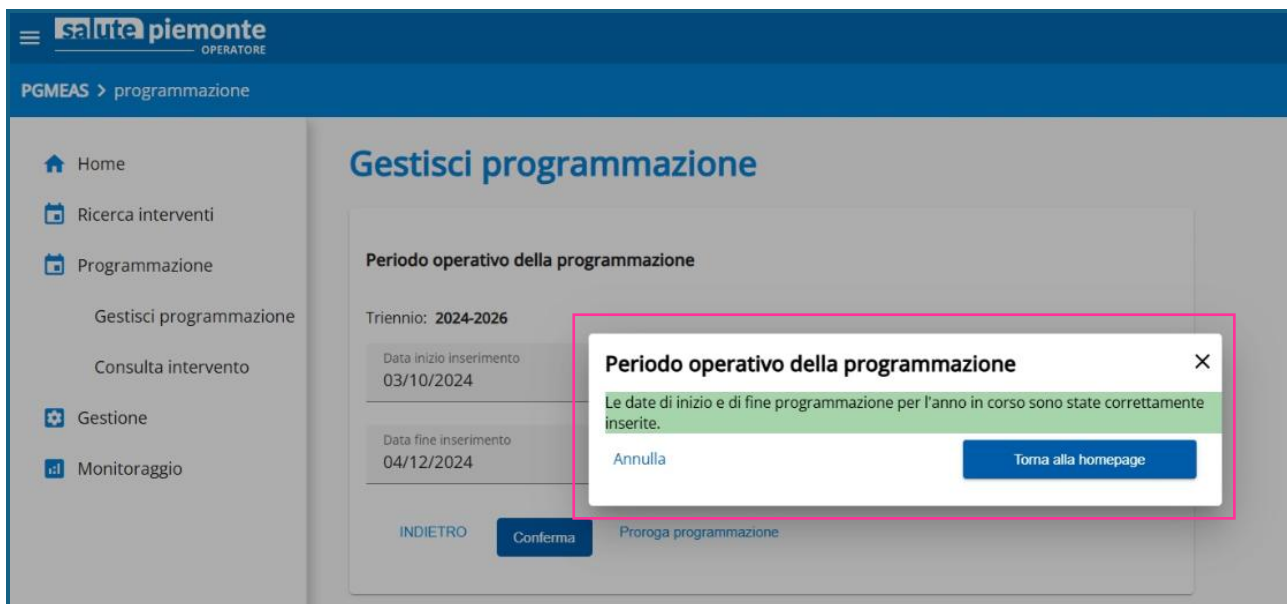 salute piemonte
OPERATORE
PGMEAS > programmazione
Home
Ricerca interventi
Programmazione
Gestisci programmazione
Consulta intervento
Gestione
Monitoraggio
Gestisci programmazione
Periodo operativo della programmazione
Triennio: 2024-2026
Data inizio inserimento
03/10/2024
Data fine inserimento
04/12/2024
INDIETRO Conferma Proroga programmazione
Periodo operativo della programmazione
Le date di inizio e di fine programmazione per l'anno in corso sono state correttamente
inserite.
Annulla Torna alla homepage